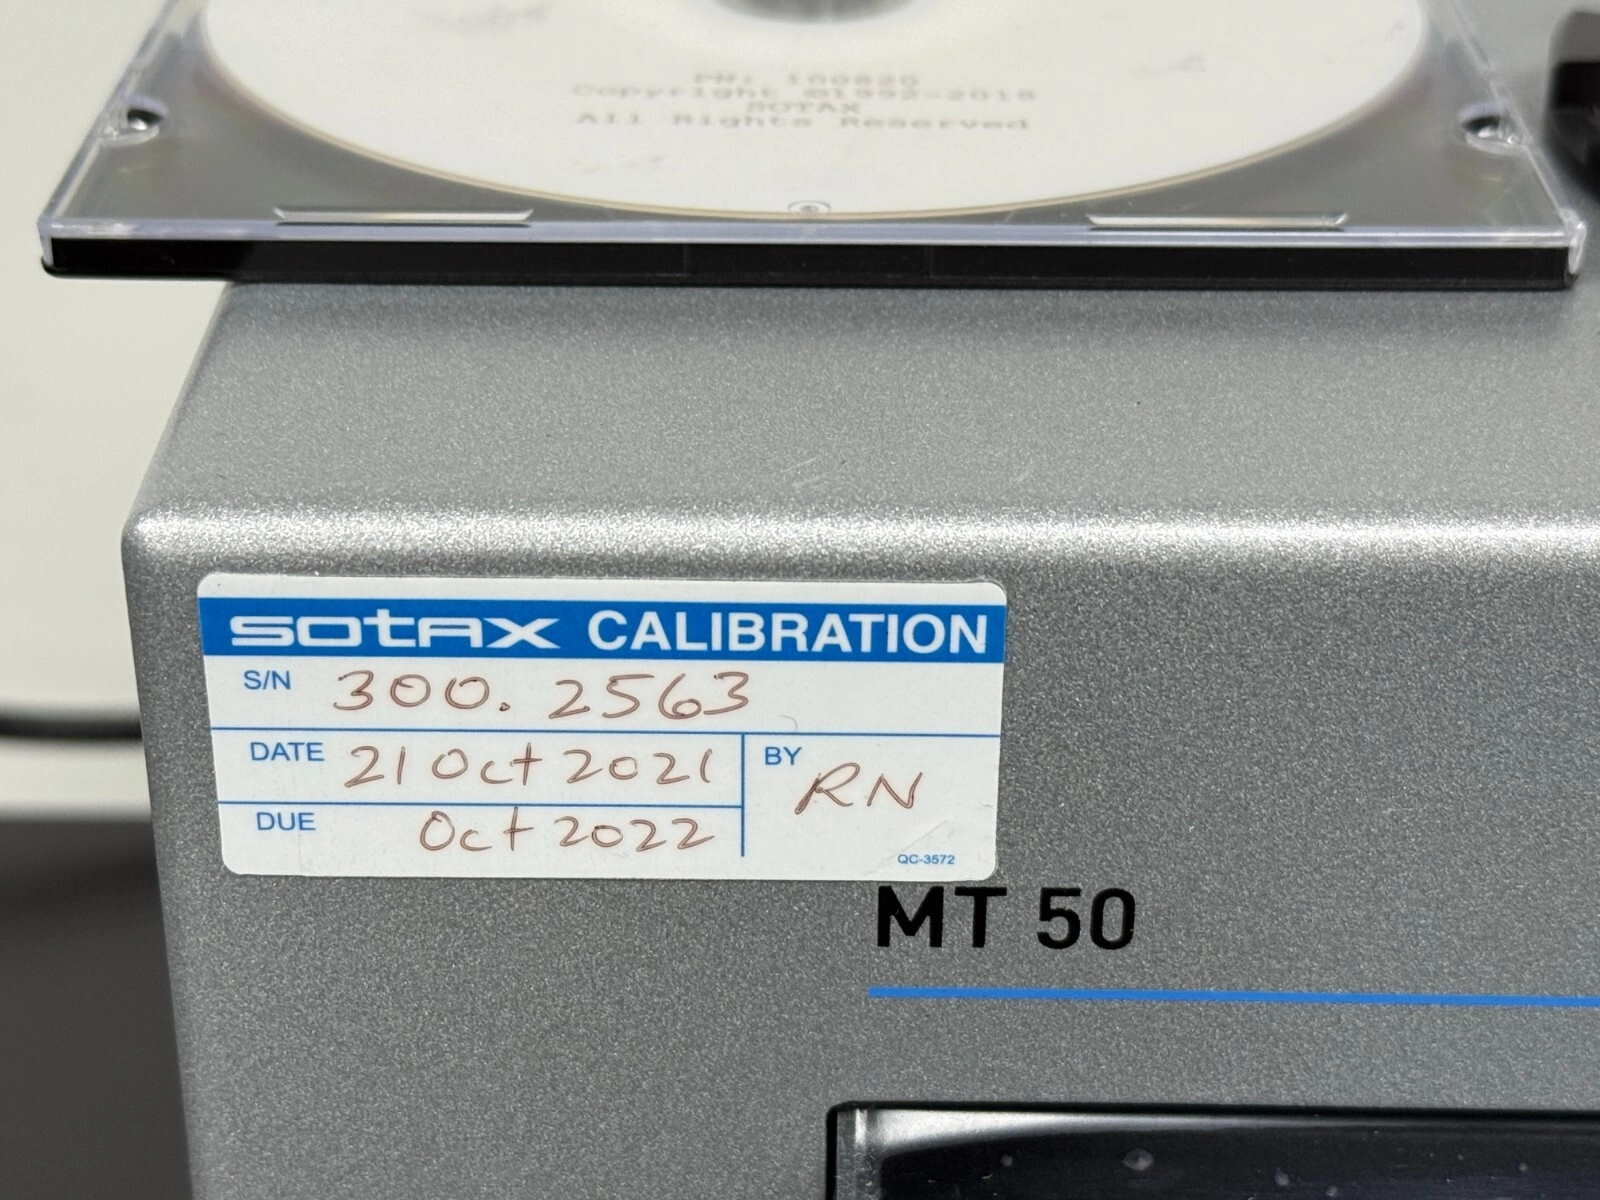 PN: 100820
Copyright ©1992-2018
SOTAX
All Rights Reserved
sotax CALIBRATION
S/N 300.2563
DATE 21 Oct 2021
BY RN
DUE Oct 2022
QC-3572
MT 50